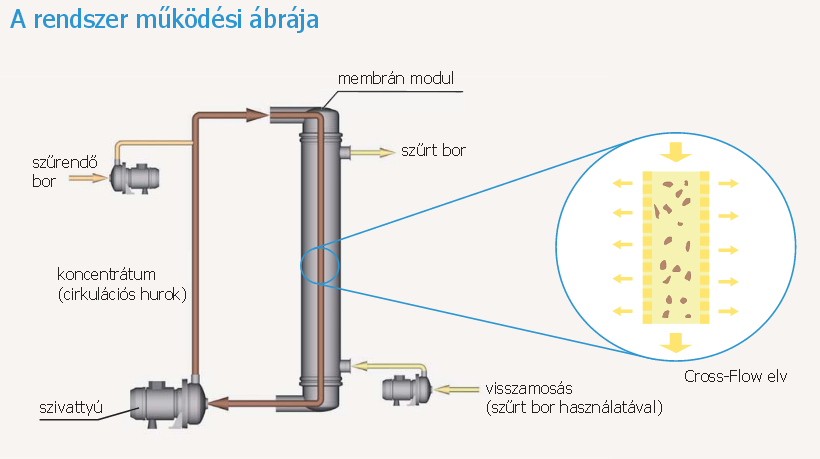 A rendszer működési ábrája
membrán modul
szűrt bor
szűrendő
bor
koncentrátum
(cirkulációs hurok)
szivattyú
visszamosás
(szűrt bor használatával)
Cross-Flow elv